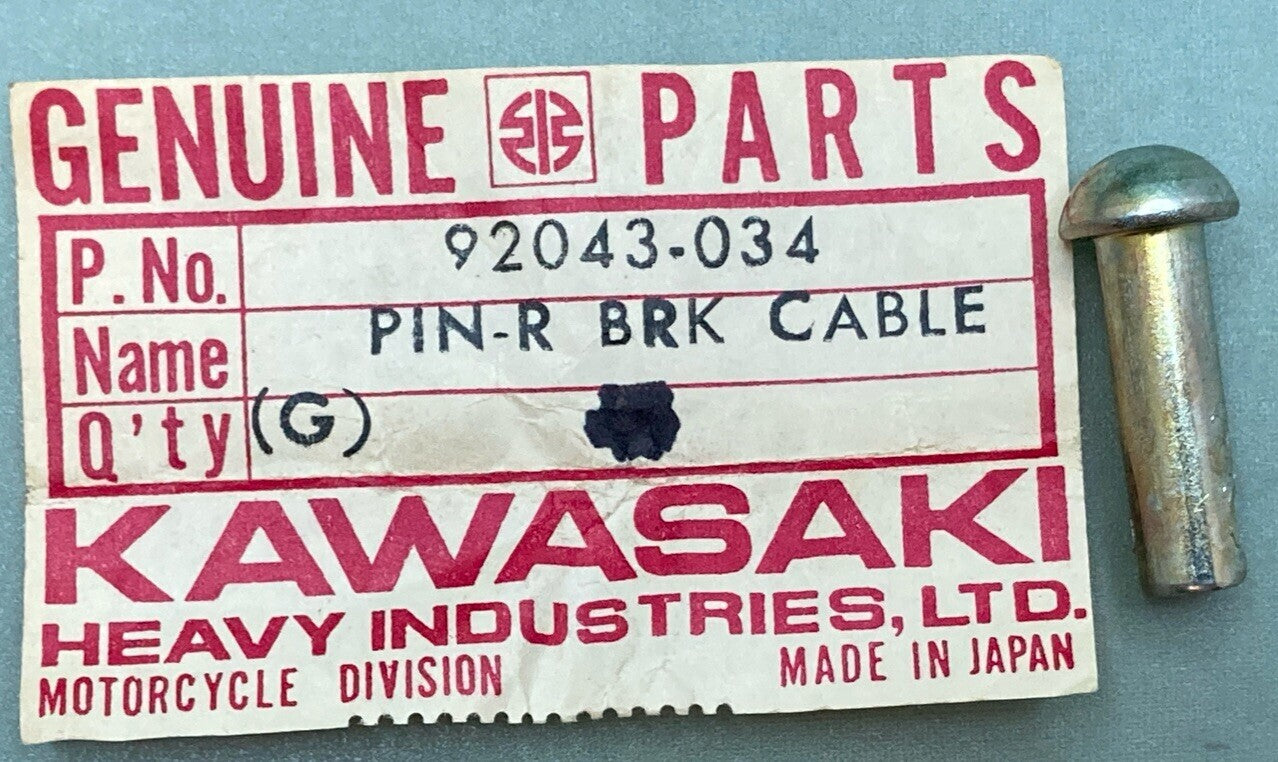 GENUINE PARTS
P. No. 92043-034
Name PIN-R BRK CABLE
Q'ty (G)
KAWASAKI
HEAVY INDUSTRIES, LTD.
MOTORCYCLE DIVISION MADE IN JAPAN